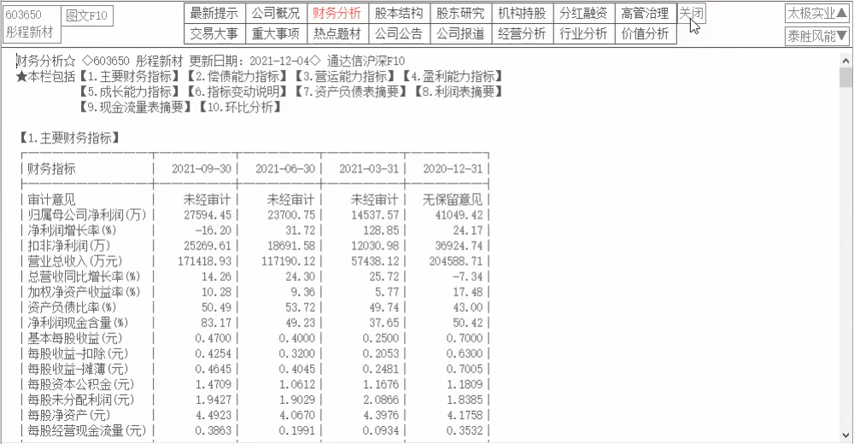 603650 图文F10 最新提示 公司概况 财务分析 股本结构 股东研究 机构持股 分红融资 高管治理 关闭 太极实业▲
彤程新材 交易大事 重大事项 热点题材 公司公告 公司报道 经营分析 行业分析 价值分析 泰胜风能▼
财务分析☆ ◇603650 彤程新材 更新日期：2021-12-04◇ 通达信沪深F10
★本栏包括【1.主要财务指标】【2.偿债能力指标】【3.营运能力指标】【4.盈利能力指标】
【5.成长能力指标】【6.指标变动说明】【7.资产负债表摘要】【8.利润表摘要】
【9.现金流量表摘要】【10.环比分析】
【1.主要财务指标】
财务指标 2021-09-30 2021-06-30 2021-03-31 2020-12-31
审计意见 未经审计 未经审计 未经审计 无保留意见
归属母公司净利润(万) 27594.45 23700.75 14537.57 41049.42
净利润增长率(%) -16.20 31.72 128.85 24.17
扣非净利润(万) 25269.61 18691.58 12030.98 36924.74
营业总收入(万元) 171418.93 117190.12 57438.12 204588.71
总营收同比增长率(%) 14.26 24.30 25.72 -7.34
加权净资产收益率(%) 10.28 9.36 5.77 17.48
资产负债比率(%) 50.49 53.72 49.74 43.00
净利润现金含量(%) 83.17 49.23 37.65 50.42
基本每股收益(元) 0.4700 0.4000 0.2500 0.7000
每股收益-扣除(元) 0.4254 0.3200 0.2053 0.6300
每股收益-摊薄(元) 0.4645 0.4045 0.2481 0.7005
每股资本公积金(元) 1.4709 1.0612 1.1676 1.1809
每股未分配利润(元) 1.9427 1.9029 2.0866 1.8385
每股净资产(元) 4.4923 4.0670 4.3976 4.1758
每股经营现金流量(元) 0.3863 0.1991 0.0934 0.3532